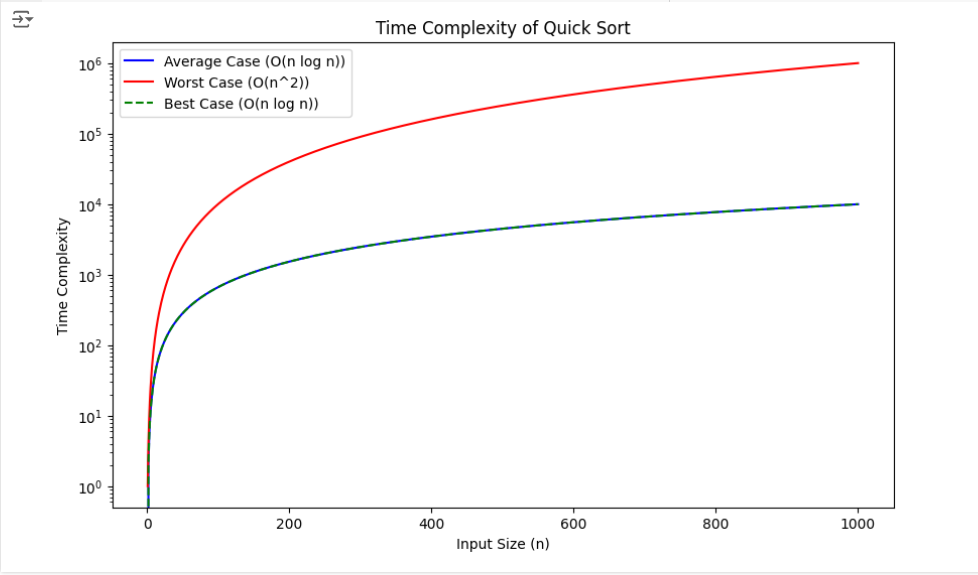 Time Complexity of Quick Sort
Average Case (O(n log n))
Worst Case (O(n^2))
Best Case (O(n log n))
10⁶
10⁵
10⁴
10³
10²
10¹
10⁰
Time Complexity
0 200 400 600 800 1000
Input Size (n)